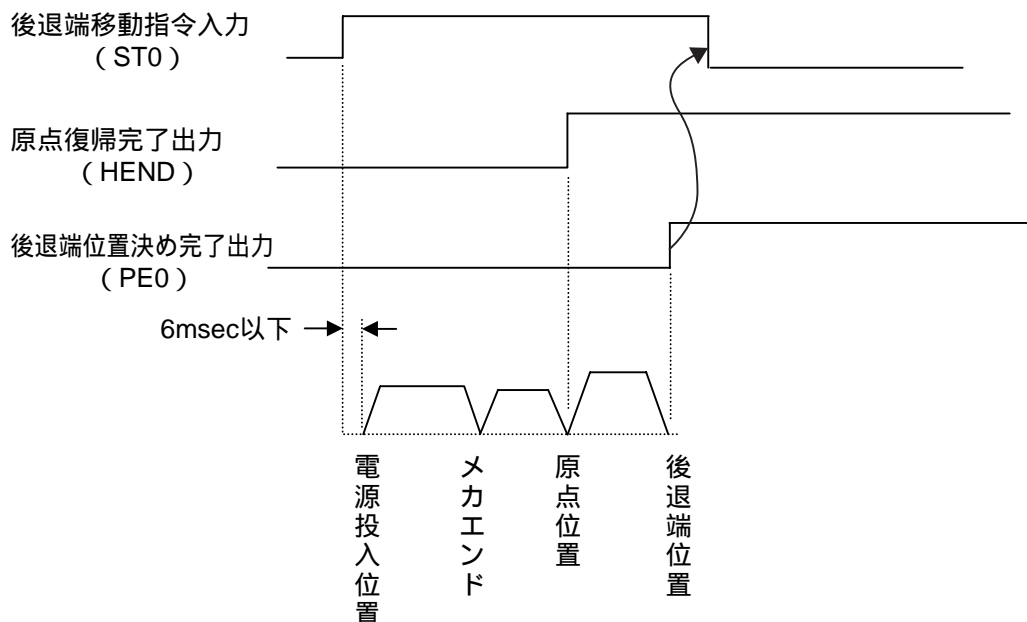 後退端移動指令入力
（ST0）
原点復帰完了出力
（HEND）
後退端位置決め完了出力
（PE0）
6msec以下
電源投入位置
メカエンド
原点位置
後退端位置